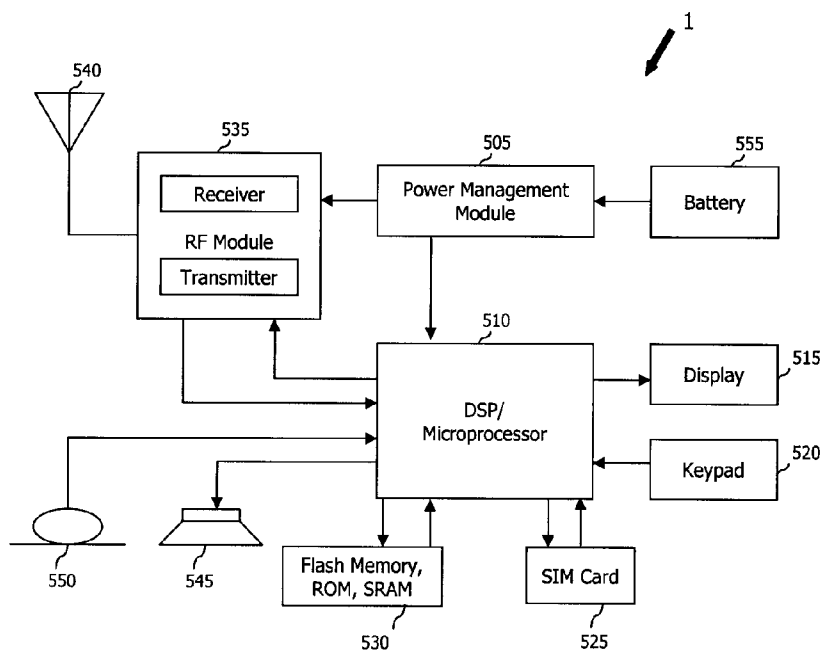 1
540
535
505
555
Receiver
RF Module
Transmitter
Power Management
Module
Battery
510
DSP/
Microprocessor
Display
515
Keypad
520
550
545
Flash Memory,
ROM, SRAM
530
SIM Card
525